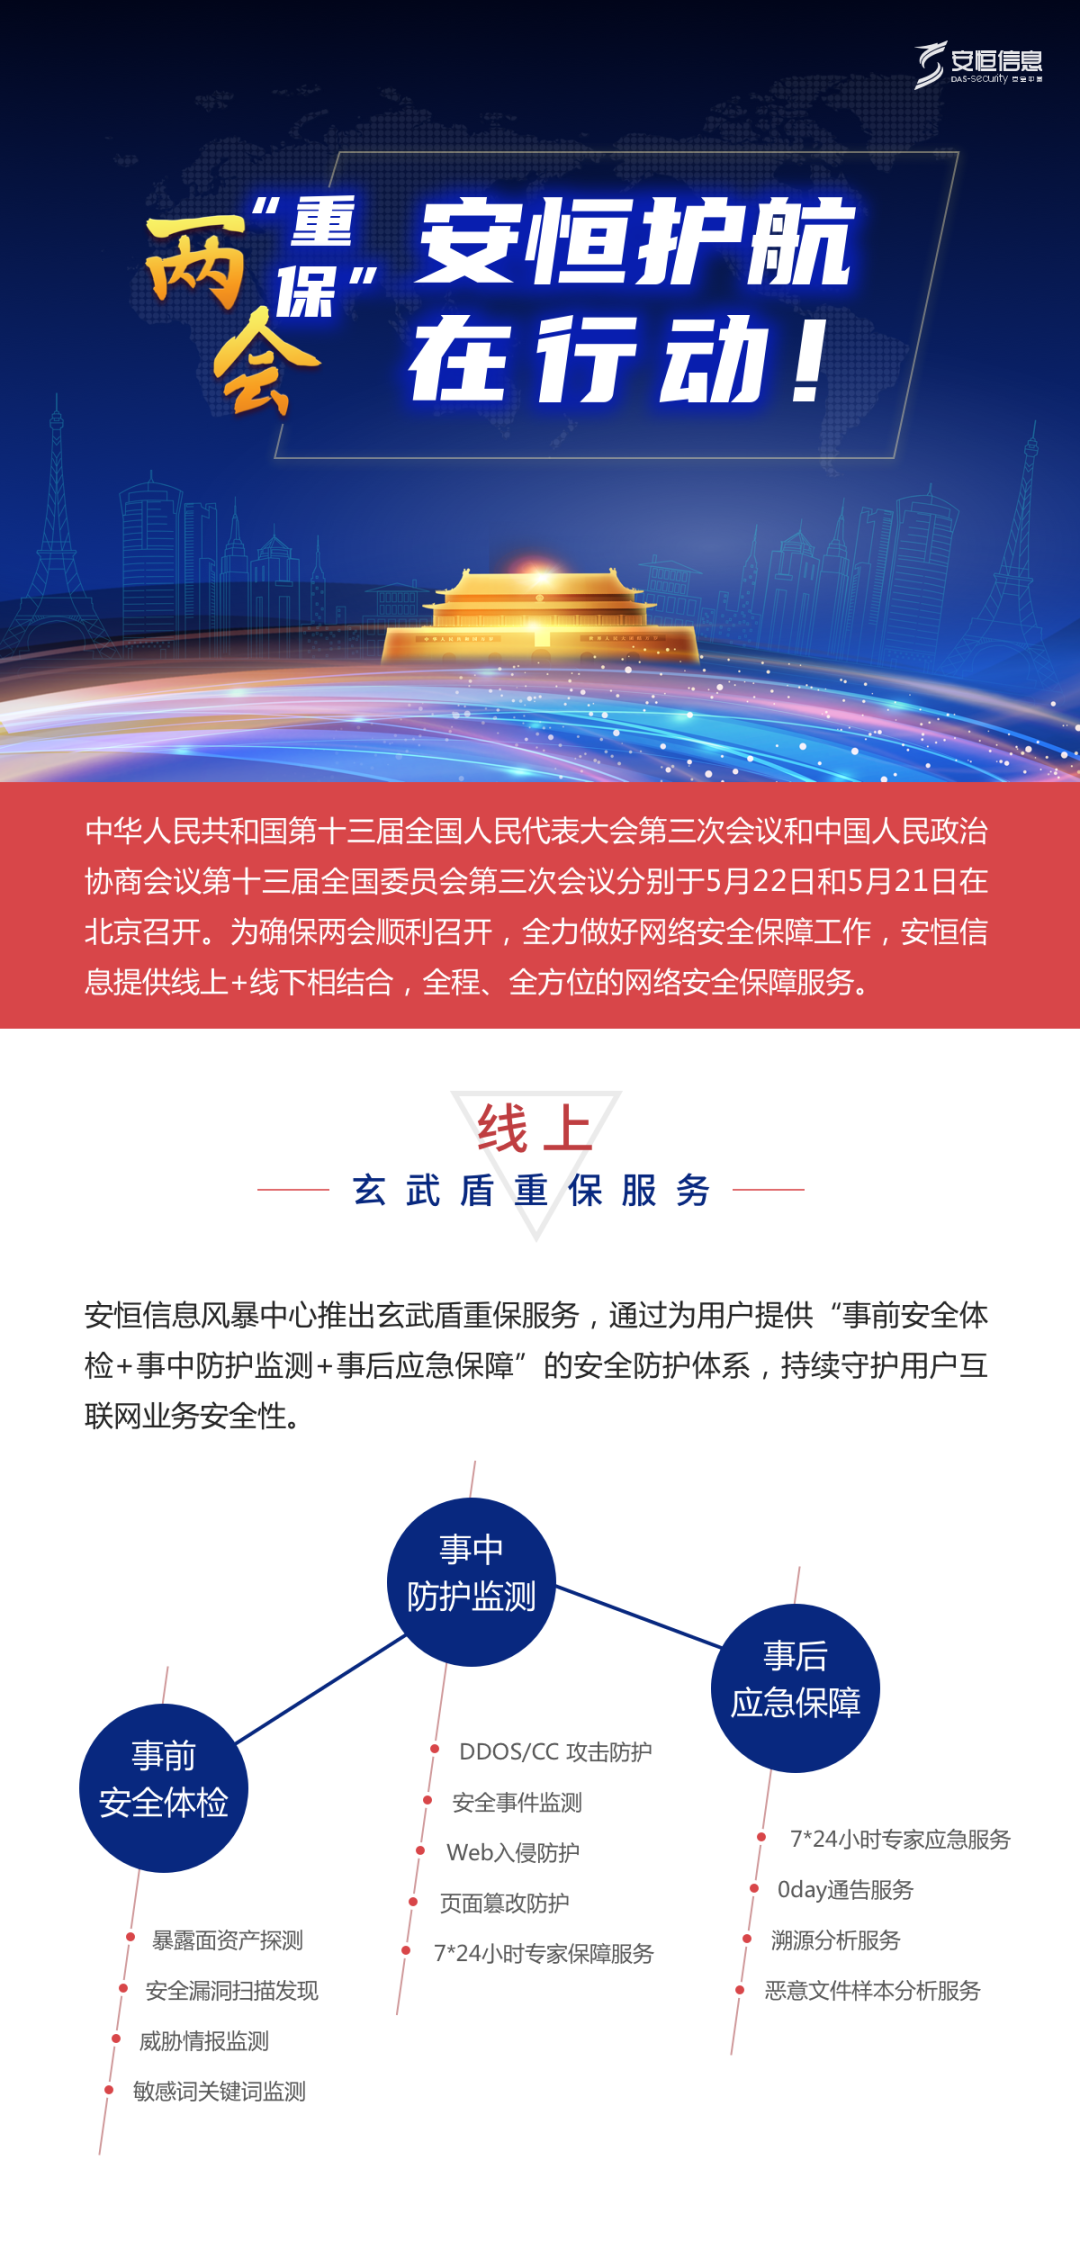 安恒信息
DAS-security 安全中国
两会
“重保”
安恒护航
在行动！
中华人民共和国第十三届全国人民代表大会第三次会议和中国人民政治
协商会议第十三届全国委员会第三次会议分别于5月22日和5月21日在
北京召开。为确保两会顺利召开，全力做好网络安全保障工作，安恒信
息提供线上+线下相结合，全程、全方位的网络安全保障服务。
线上
玄武盾重保服务
安恒信息风暴中心推出玄武盾重保服务，通过为用户提供“事前安全体
检+事中防护监测+事后应急保障”的安全防护体系，持续守护用户互
联网业务安全性。
事前
安全体检
暴露面资产探测
安全漏洞扫描发现
威胁情报监测
敏感词关键词监测
事中
防护监测
DDOS/CC 攻击防护
安全事件监测
Web入侵防护
页面篡改防护
7*24小时专家保障服务
事后
应急保障
7*24小时专家应急服务
0day通告服务
溯源分析服务
恶意文件样本分析服务